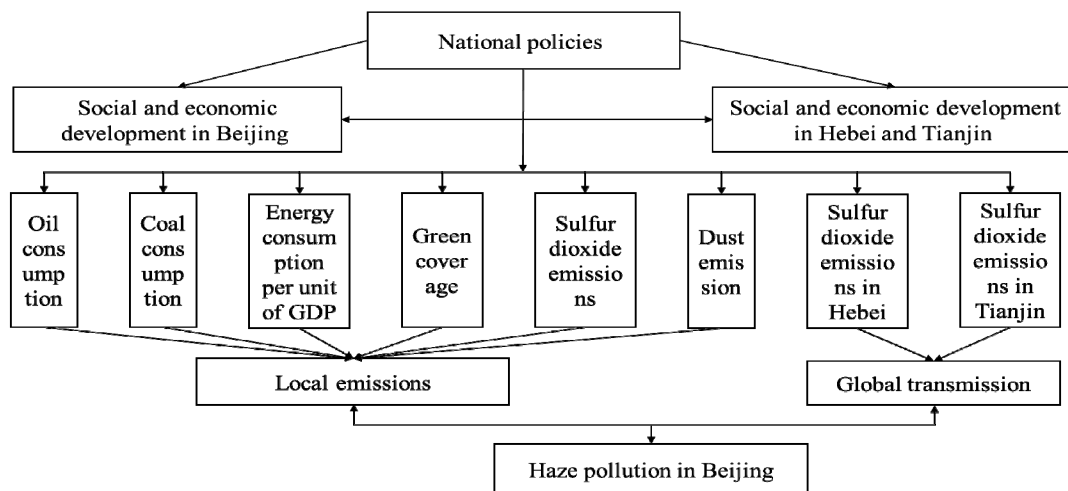 National policies
Social and economic
development in Beijing
Social and economic development
in Hebei and Tianjin
Oil
cons
ump
tion
Coal
cons
ump
tion
Energy
consum
ption
per unit
of GDP
Green
cover
age
Sulfur
dioxide
emissio
ns
Dust
emis
sion
Sulfur
dioxide
emissio
ns in
Hebei
Sulfur
dioxide
emissio
ns in
Tianjin
Local emissions
Global transmission
Haze pollution in Beijing